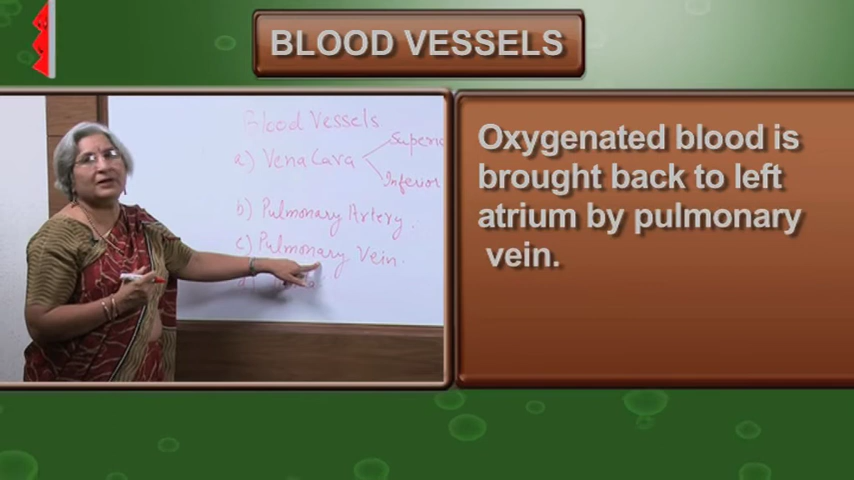 BLOOD VESSELS
Blood Vessels
a) Vena Cava
Superio
Inferior
b) Pulmonary Artery.
c) Pulmonary Vein.
d)
Oxygenated blood is
brought back to left
atrium by pulmonary
vein.